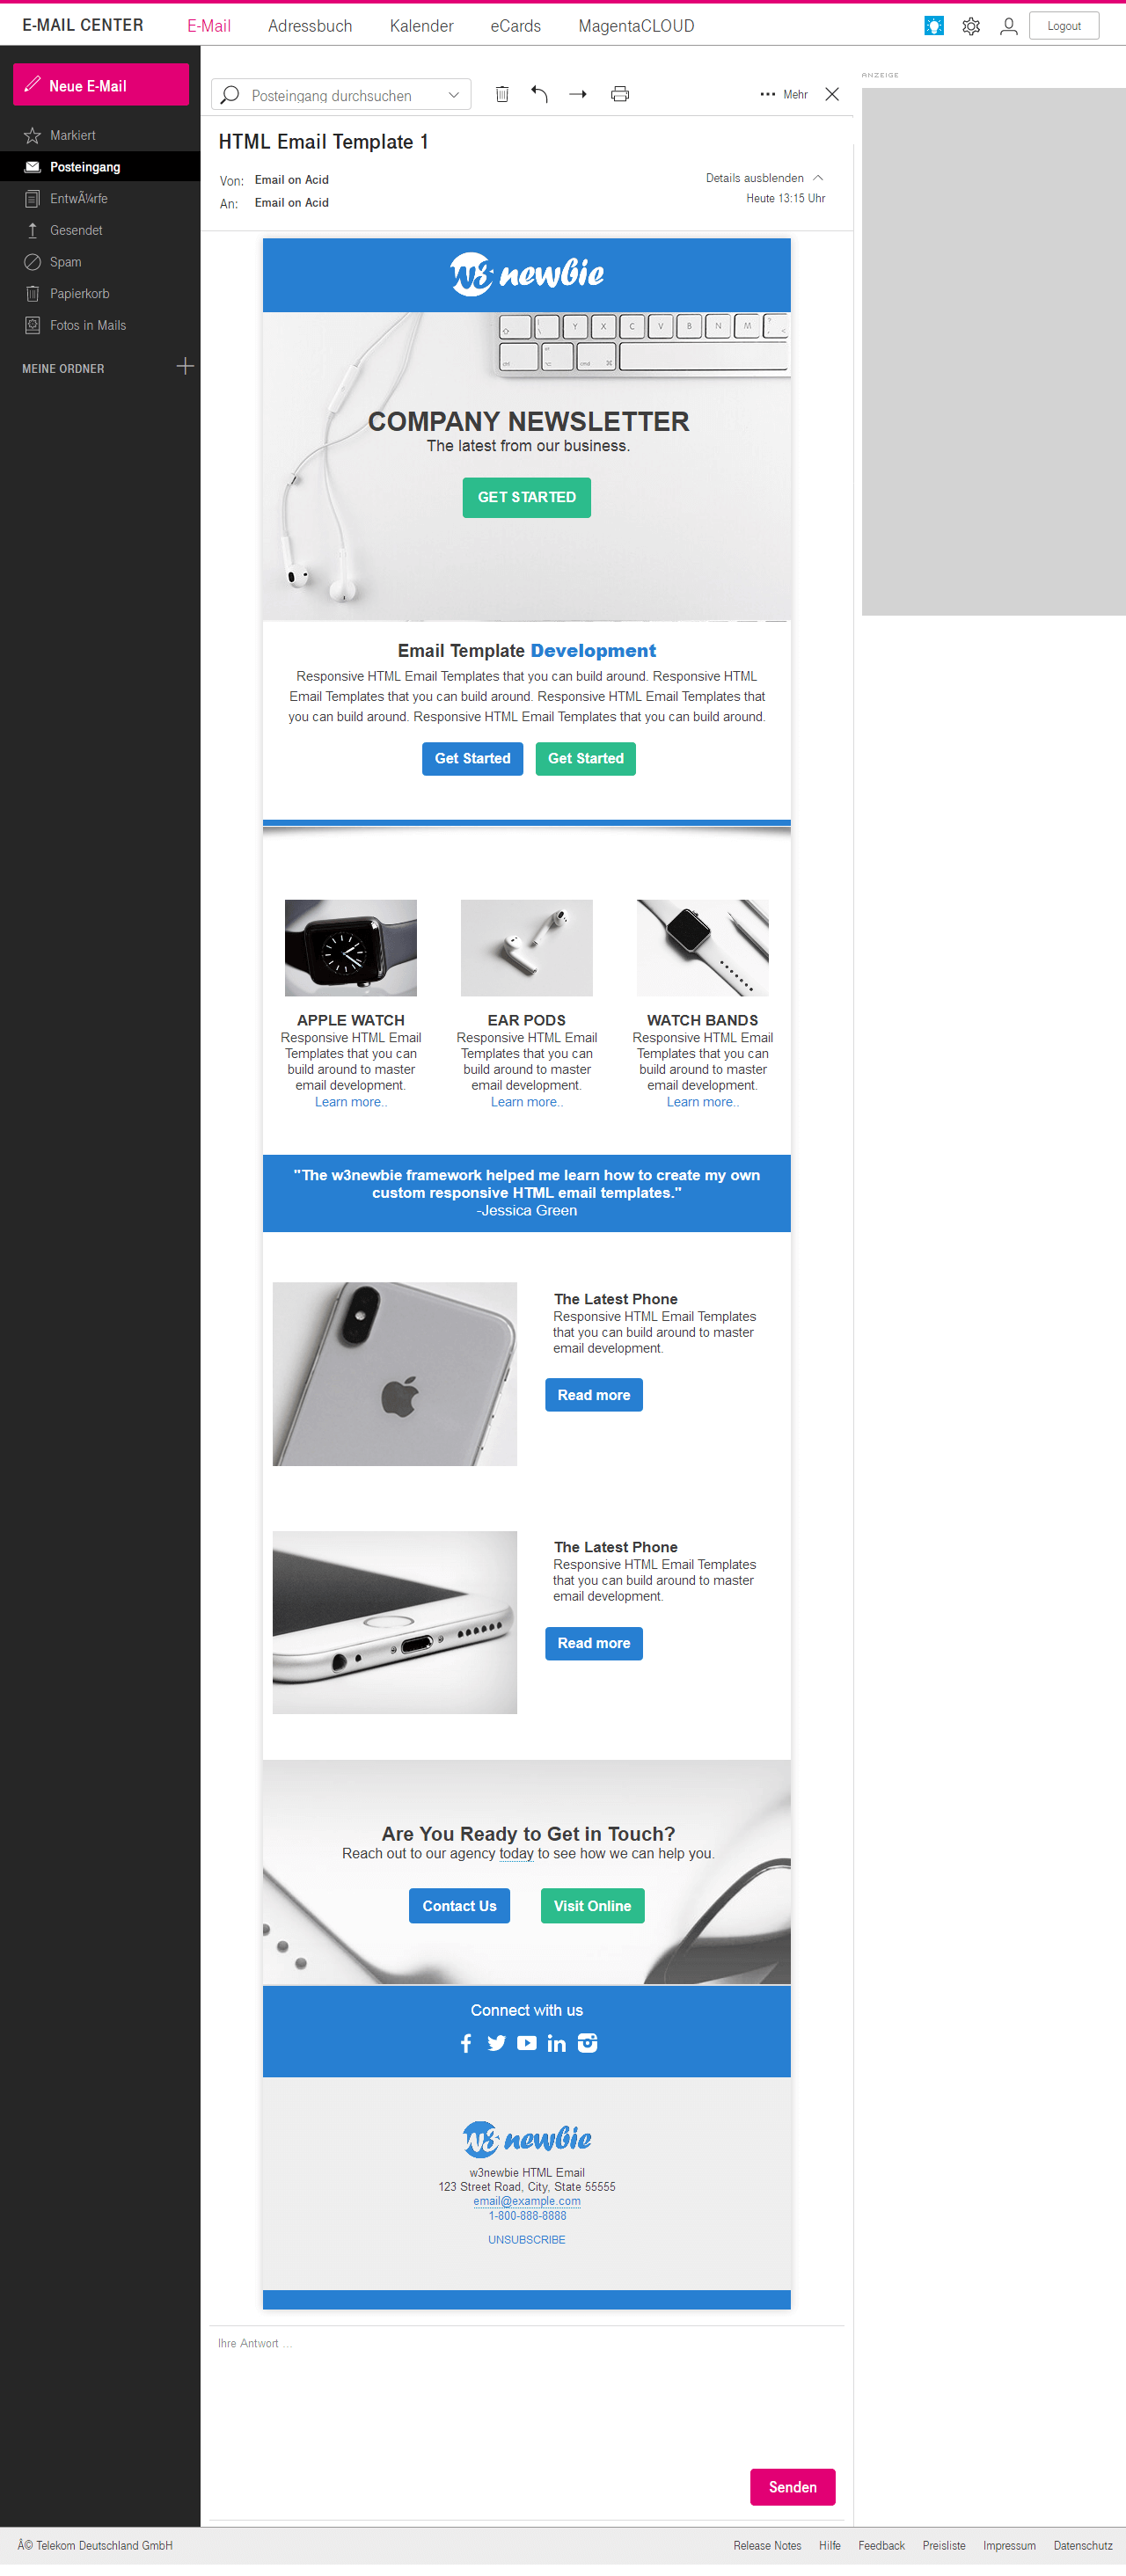 E-MAIL CENTER
E-Mail
Adressbuch
Kalender
eCards
MagentaCLOUD
Logout
Neue E-Mail
Markiert
Posteingang
EntwÃ¼rfe
Gesendet
Spam
Papierkorb
Fotos in Mails
MEINE ORDNER
Posteingang durchsuchen
Mehr
ANZEIGE
HTML Email Template 1
Von: Email on Acid
An: Email on Acid
Details ausblenden
Heute 13:15 Uhr
w3 newbie
Y X C V B N M
cmd
COMPANY NEWSLETTER
The latest from our business.
GET STARTED
Email Template Development
Responsive HTML Email Templates that you can build around. Responsive HTML
Email Templates that you can build around. Responsive HTML Email Templates that
you can build around. Responsive HTML Email Templates that you can build around.
Get Started
Get Started
APPLE WATCH
Responsive HTML Email
Templates that you can
build around to master
email development.
Learn more..
EAR PODS
Responsive HTML Email
Templates that you can
build around to master
email development.
Learn more..
WATCH BANDS
Responsive HTML Email
Templates that you can
build around to master
email development.
Learn more..
"The w3newbie framework helped me learn how to create my own
custom responsive HTML email templates."
-Jessica Green
The Latest Phone
Responsive HTML Email Templates
that you can build around to master
email development.
Read more
The Latest Phone
Responsive HTML Email Templates
that you can build around to master
email development.
Read more
Are You Ready to Get in Touch?
Reach out to our agency today to see how we can help you.
Contact Us
Visit Online
Connect with us
w3 newbie
w3newbie HTML Email
123 Street Road, City, State 55555
email@example.com
1-800-888-8888
UNSUBSCRIBE
Ihre Antwort ...
Senden
Â© Telekom Deutschland GmbH
Release Notes
Hilfe
Feedback
Preisliste
Impressum
Datenschutz